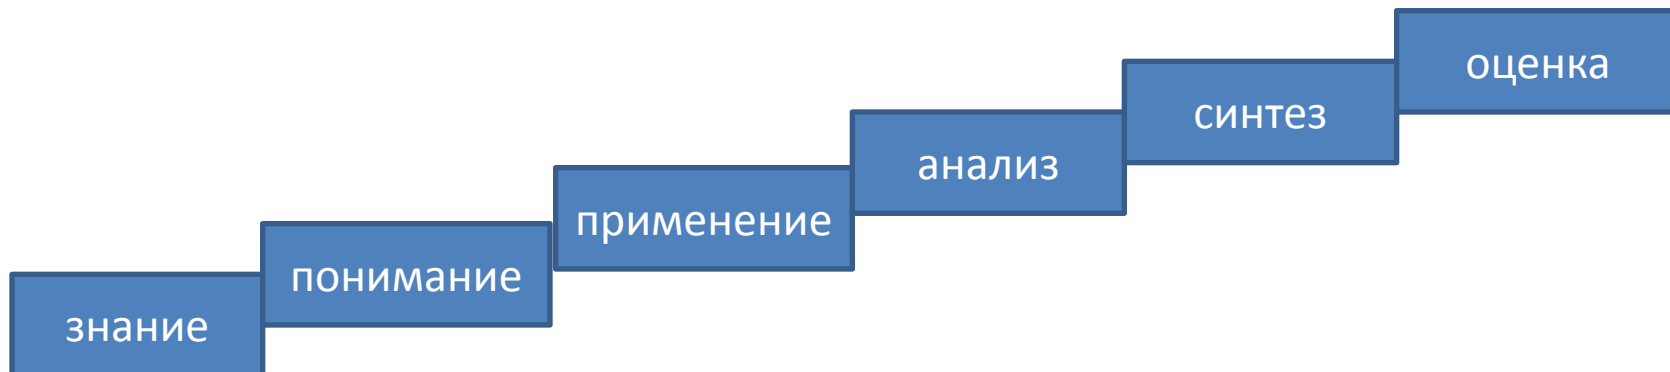 знание
понимание
применение
анализ
синтез
оценка